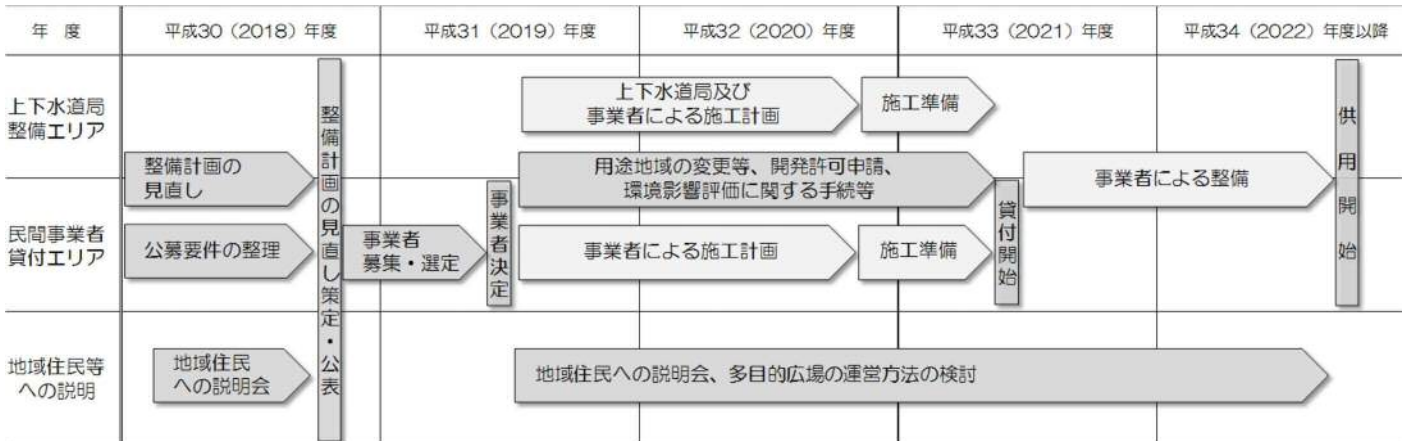 年 度
平成30（2018）年度
平成31（2019）年度
平成32（2020）年度
平成33（2021）年度
平成34（2022）年度以降
上下水道局
整備エリア
整備計画の
見直し
整備計画の見直し策定・公表
上下水道局及び
事業者による施工計画
施工準備
用途地域の変更等、開発許可申請、
環境影響評価に関する手続等
事業者による整備
供用開始
民間事業者
貸付エリア
公募要件の整理
事業者
募集・選定
事業者決定
事業者による施工計画
施工準備
貸付開始
地域住民等
への説明
地域住民
への説明会
地域住民への説明会、多目的広場の運営方法の検討